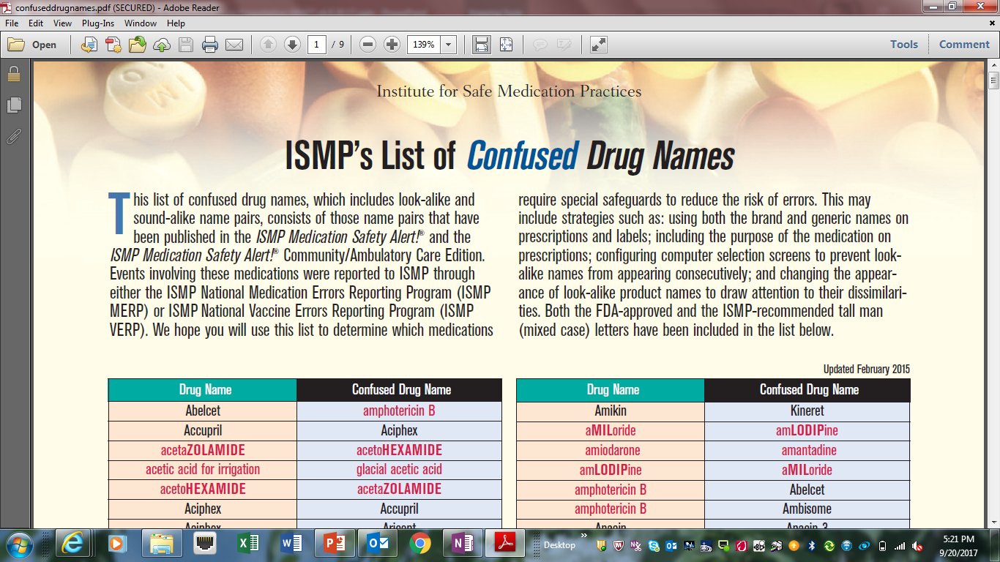 confuseddrugnames.pdf (SECURED) - Adobe Reader
File Edit View Plug-Ins Window Help
Open 1 / 9 139% Tools Comment
Institute for Safe Medication Practices
ISMP's List of Confused Drug Names
This list of confused drug names, which includes look-alike and
sound-alike name pairs, consists of those name pairs that have
been published in the ISMP Medication Safety Alert!® and the
ISMP Medication Safety Alert!® Community/Ambulatory Care Edition.
Events involving these medications were reported to ISMP through
either the ISMP National Medication Errors Reporting Program (ISMP
MERP) or ISMP National Vaccine Errors Reporting Program (ISMP
VERP). We hope you will use this list to determine which medications
require special safeguards to reduce the risk of errors. This may
include strategies such as: using both the brand and generic names on
prescriptions and labels; including the purpose of the medication on
prescriptions; configuring computer selection screens to prevent look-
alike names from appearing consecutively; and changing the appear-
ance of look-alike product names to draw attention to their dissimilari-
ties. Both the FDA-approved and the ISMP-recommended tall man
(mixed case) letters have been included in the list below.
Updated February 2015
Drug Name Confused Drug Name
Abelcet amphotericin B
Accupril Aciphex
acetaZOLAMIDE acetoHEXAMIDE
acetic acid for irrigation glacial acetic acid
acetoHEXAMIDE acetaZOLAMIDE
Aciphex Accupril
Aciphex Aricept
Drug Name Confused Drug Name
Amikin Kineret
aMILoride amLODIPine
amiodarone amantadine
amLODIPine aMILoride
amphotericin B Abelcet
amphotericin B Ambisome
Anacin Anacin-3
Desktop
5:21 PM
9/20/2017